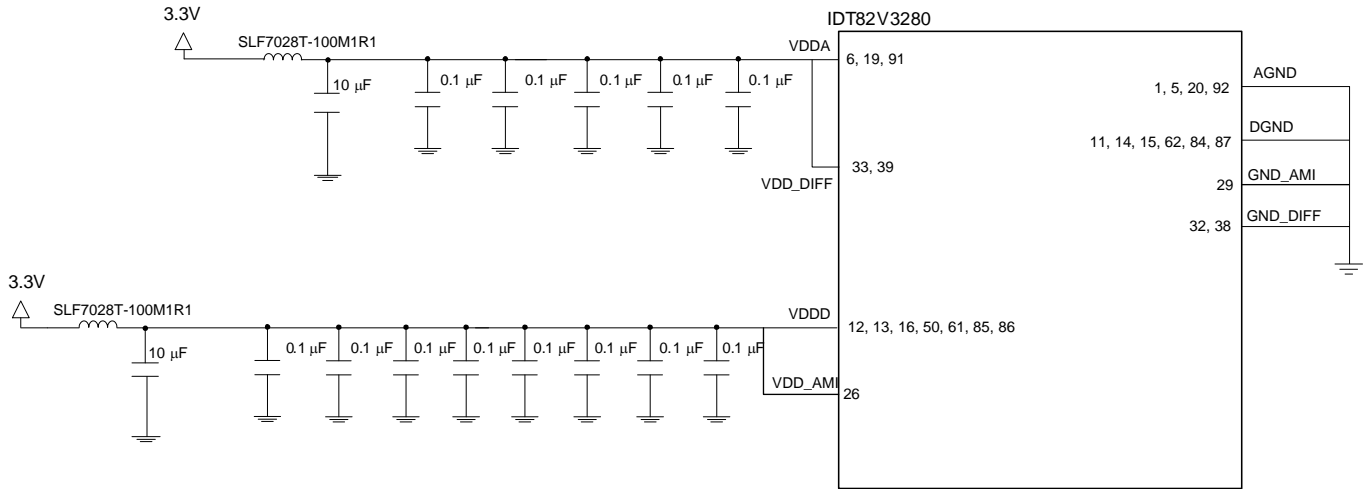 3.3V
IDT82V3280
SLF7028T-100M1R1
VDDA
6, 19, 91
10 µF
0.1 µF
0.1 µF
0.1 µF
0.1 µF
0.1 µF
AGND
1, 5, 20, 92
DGND
11, 14, 15, 62, 84, 87
33, 39
VDD_DIFF
GND_AMI
29
GND_DIFF
32, 38
3.3V
SLF7028T-100M1R1
VDDD
12, 13, 16, 50, 61, 85, 86
10 µF
0.1 µF
0.1 µF
0.1 µF
0.1 µF
0.1 µF
0.1 µF
0.1 µF
0.1 µF
VDD_AMI
26